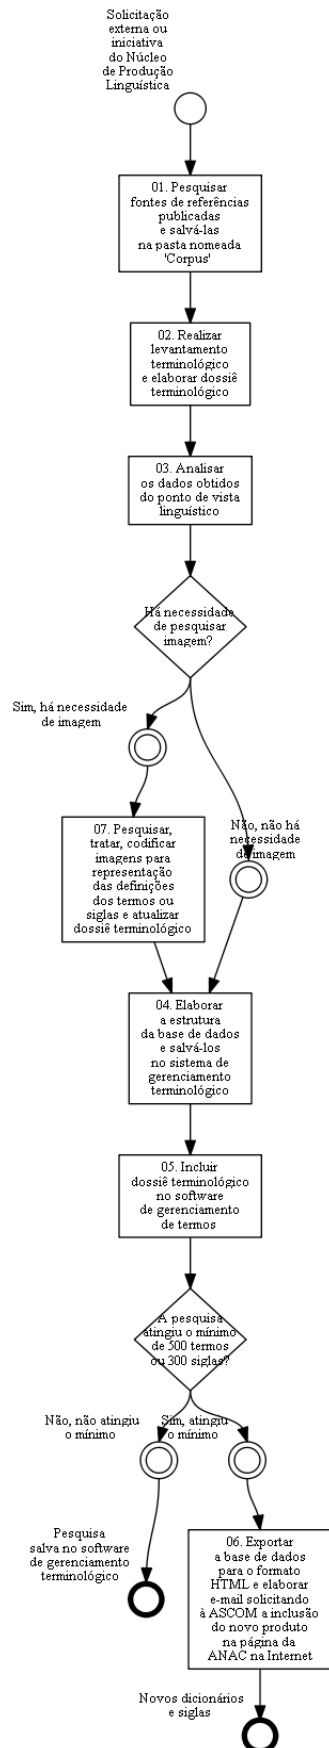 Solicitação
externa ou
iniciativa
do Núcleo
de Produção
Linguística
01. Pesquisar
fontes de referências
publicadas
e salvá-las
na pasta nomeada
'Corpus'
02. Realizar
levantamento
terminológico
e elaborar dossiê
terminológico
03. Analisar
os dados obtidos
do ponto de vista
linguístico
Há necessidade
de pesquisar
imagem?
Sim, há necessidade
de imagem
Não, não há
necessidade
de imagem
07. Pesquisar,
tratar, codificar
imagens para
representação
das definições
dos termos ou
siglas e atualizar
dossiê terminológico
04. Elaborar
a estrutura
da base de dados
e salvá-los
no sistema de
gerenciamento
terminológico
05. Incluir
dossiê terminológico
no software
de gerenciamento
de termos
A pesquisa
atingiu o mínimo
de 500 termos
ou 300 siglas?
Não, não atingiu
o mínimo
Sim, atingiu
o mínimo
Pesquisa
salva no software
de gerenciamento
terminológico
06. Exportar
a base de dados
para o formato
HTML e elaborar
e-mail solicitando
à ASCOM a inclusão
do novo produto
na página da
ANAC na Internet
Novos dicionários
e siglas